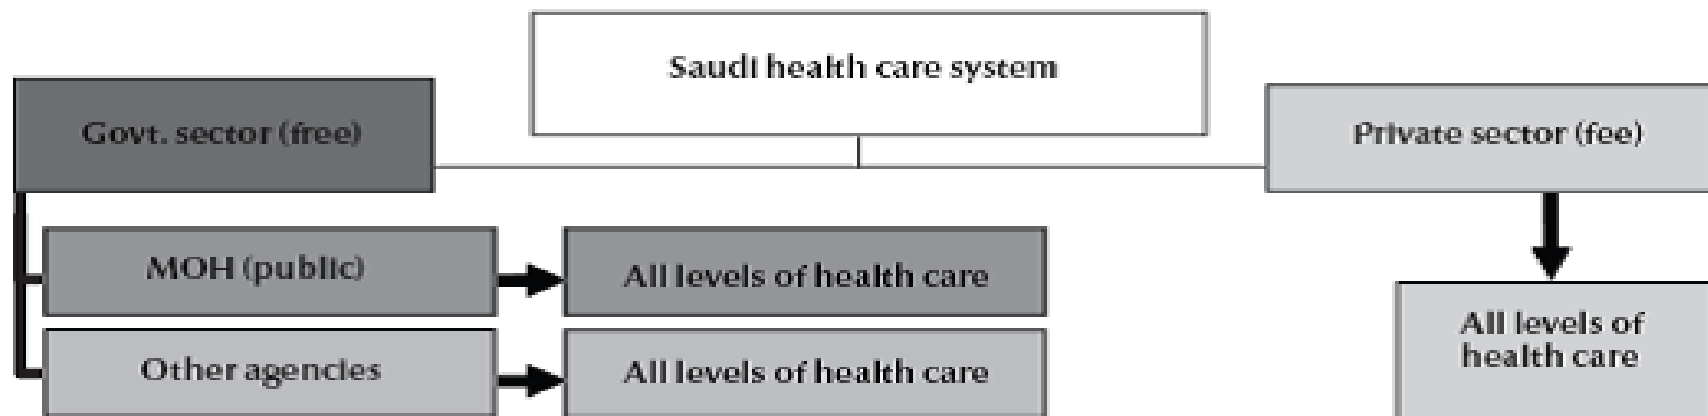 Saudi health care system
Govt. sector (free)
Private sector (fee)
MOH (public)
All levels of health care
Other agencies
All levels of health care
All levels of
health care